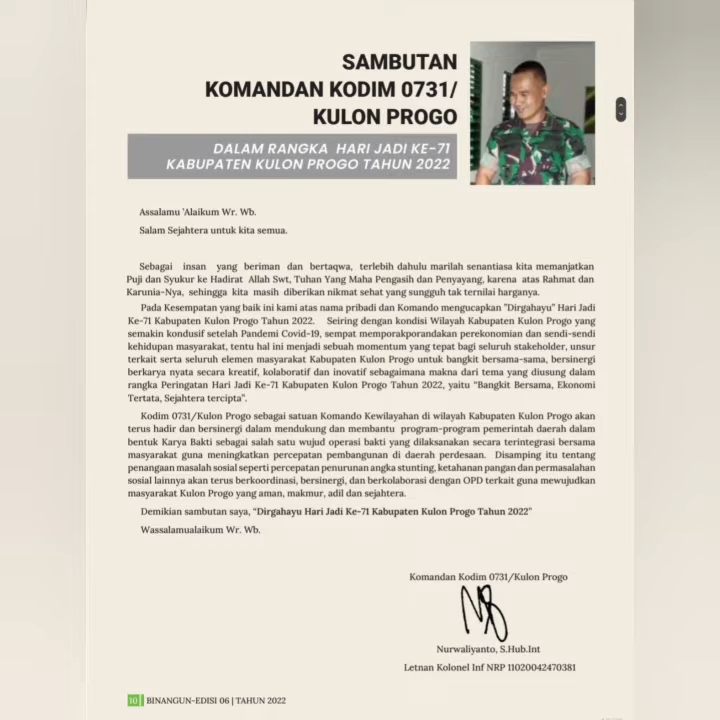 SAMBUTAN
KOMANDAN KODIM 0731/
KULON PROGO
DALAM RANGKA HARI JADI KE-71
KABUPATEN KULON PROGO TAHUN 2022
Assalamu 'Alaikum Wr. Wb.
Salam Sejahtera untuk kita semua.
Sebagai insan yang beriman dan bertaqwa, terlebih dahulu marilah senantiasa kita memanjatkan
Puji dan Syukur ke Hadirat Allah Swt, Tuhan Yang Maha Pengasih dan Penyayang, karena atas Rahmat dan
Karunia-Nya, sehingga kita masih diberikan nikmat sehat yang sungguh tak ternilai harganya.
Pada Kesempatan yang baik ini kami atas nama pribadi dan Komando mengucapkan "Dirgahayu" Hari Jadi
Ke-71 Kabupaten Kulon Progo Tahun 2022. Seiring dengan kondisi Wilayah Kabupaten Kulon Progo yang
semakin kondusif setelah Pandemi Covid-19, sempat memporakporandakan perekonomian dan sendi-sendi
kehidupan masyarakat, tentu hal ini menjadi sebuah momentum yang tepat bagi seluruh stakeholder, unsur
terkait serta seluruh elemen masyarakat Kabupaten Kulon Progo untuk bangkit bersama-sama, bersinergi
berkarya nyata secara kreatif, kolaboratif dan inovatif sebagaimana makna dari tema yang diusung dalam
rangka Peringatan Hari Jadi Ke-71 Kabupaten Kulon Progo Tahun 2022, yaitu "Bangkit Bersama, Ekonomi
Tertata, Sejahtera tercipta".
Kodim 0731/Kulon Progo sebagai satuan Komando Kewilayahan di wilayah Kabupaten Kulon Progo akan
terus hadir dan bersinergi dalam mendukung dan membantu program-program pemerintah daerah dalam
bentuk Karya Bakti sebagai salah satu wujud operasi bakti yang dilaksanakan secara terintegrasi bersama
masyarakat guna meningkatkan percepatan pembangunan di daerah perdesaan. Disamping itu tentang
penangaan masalah sosial seperti percepatan penurunan angka stunting, ketahanan pangan dan permasalahan
sosial lainnya akan terus berkoordinasi, bersinergi, dan berkolaborasi dengan OPD terkait guna mewujudkan
masyarakat Kulon Progo yang aman, makmur, adil dan sejahera.
Demikian sambutan saya, "Dirgahayu Hari Jadi Ke-71 Kabupaten Kulon Progo Tahun 2022"
Wassalamualaikum Wr. Wb.
Komandan Kodim 0731/Kulon Progo
Nurwaliyanto, S.Hub.Int
Letnan Kolonel Inf NRP 11020042470381
10 BINANGUN-EDISI 06 | TAHUN 2022